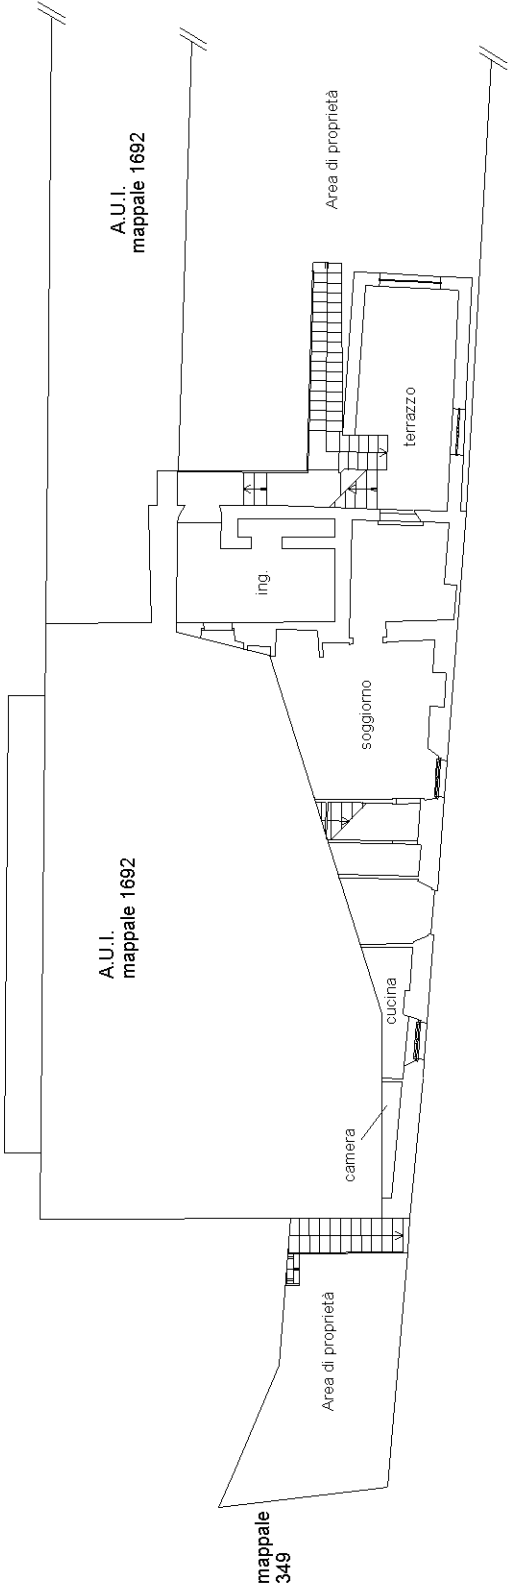 Area di proprietà
A.U.I.
mappale 1692
terrazzo
ing.
soggiorno
A.U.I.
mappale 1692
cucina
camera
Area di proprietà
mappale
349